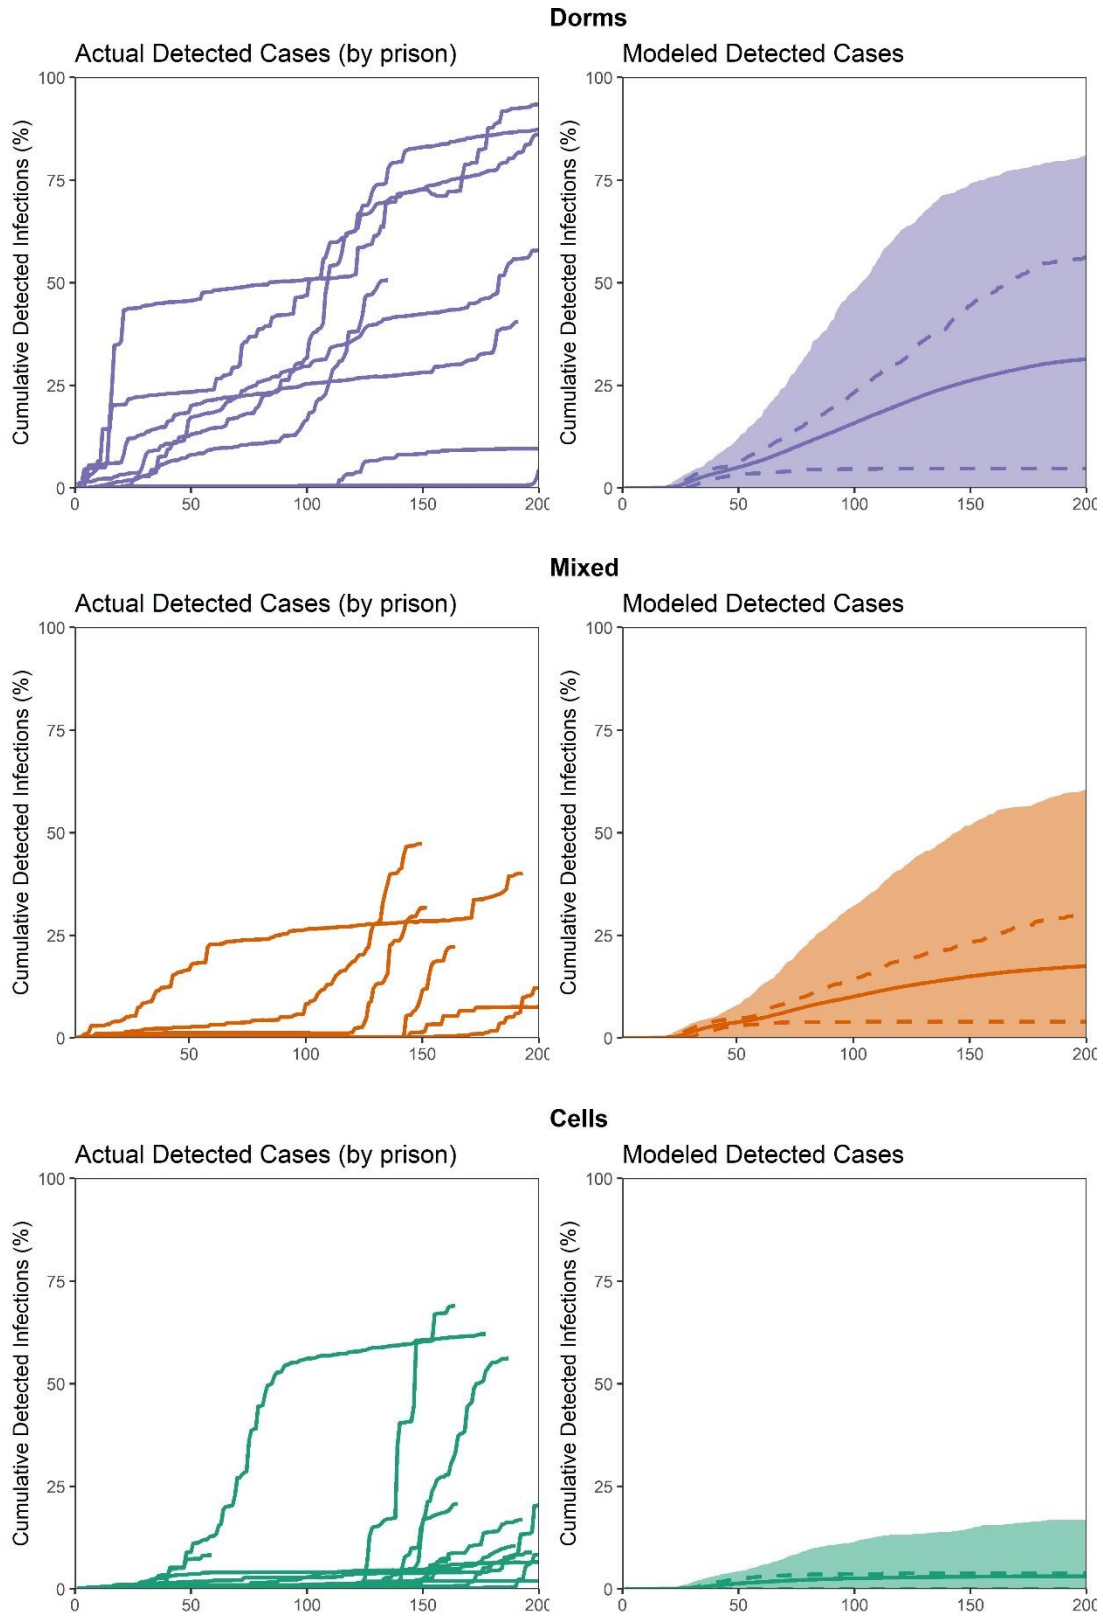 Dorms
Actual Detected Cases (by prison)
Modeled Detected Cases
Cumulative Detected Infections (%)
100
75
50
25
0
0 50 100 150 200
Cumulative Detected Infections (%)
100
75
50
25
0
0 50 100 150 200
Mixed
Actual Detected Cases (by prison)
Modeled Detected Cases
Cumulative Detected Infections (%)
100
75
50
25
0
50 100 150 200
Cumulative Detected Infections (%)
100
75
50
25
0
50 100 150 200
Cells
Actual Detected Cases (by prison)
Modeled Detected Cases
Cumulative Detected Infections (%)
100
75
50
25
0
0 50 100 150 200
Cumulative Detected Infections (%)
100
75
50
25
0
0 50 100 150 200